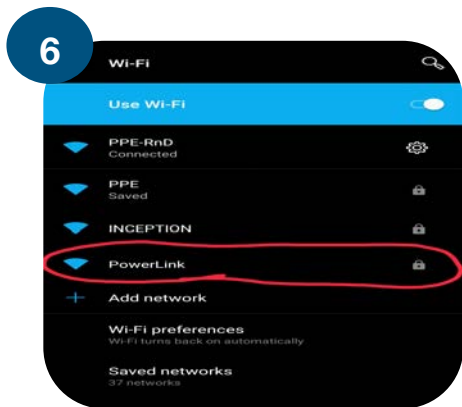 6
Wi-Fi
Use Wi-Fi
PPE-RnD
Connected
PPE
Saved
INCEPTION
PowerLink
Add network
Wi-Fi preferences
Wi-Fi turns back on automatically
Saved networks
37 networks